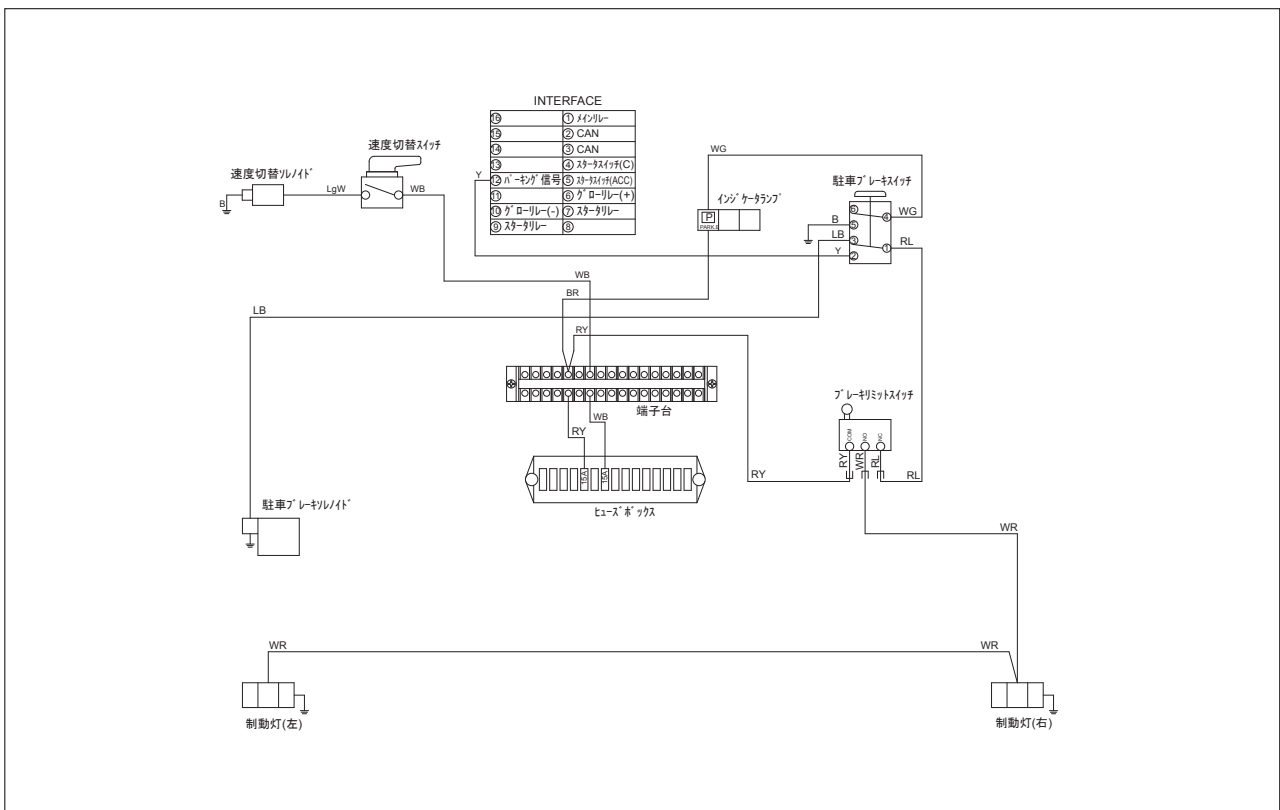 INTERFACE
⑯ ① ﾒｲﾝﾘﾚｰ
⑮ ② CAN
⑭ ③ CAN
⑬ ④ ｽﾀｰﾀｽｲｯﾁ(C)
⑫ ﾊﾟｰｷﾝｸﾞ信号 ⑤ ｽﾀｰﾀｽｲｯﾁ(ACC)
⑪ ⑥ ｸﾞﾛｰﾘﾚｰ(+)
⑩ ｸﾞﾛｰﾘﾚｰ(-) ⑦ ｽﾀｰﾀﾘﾚｰ
⑨ ｽﾀｰﾀﾘﾚｰ ⑧
速度切替ｽｲｯﾁ
速度切替ｿﾚﾉｲﾄﾞ
B
LgW
WB
Y
WG
ｲﾝｼﾞｹｰﾀﾗﾝﾌﾟ
P
PARK.B
駐車ﾌﾞﾚｰｷｽｲｯﾁ
⑥
④
WG
B
⑤
LB
③
RL
①
Y
②
WB
BR
LB
RY
端子台
RY
WB
15A
15A
ﾋｭｰｽﾞﾎﾞｯｸｽ
ﾌﾞﾚｰｷﾘﾐｯﾄｽｲｯﾁ
COM
NO
NC
RY
WR
RL
RY
RL
駐車ﾌﾞﾚｰｷｿﾚﾉｲﾄﾞ
WR
WR
WR
制動灯(左)
制動灯(右)